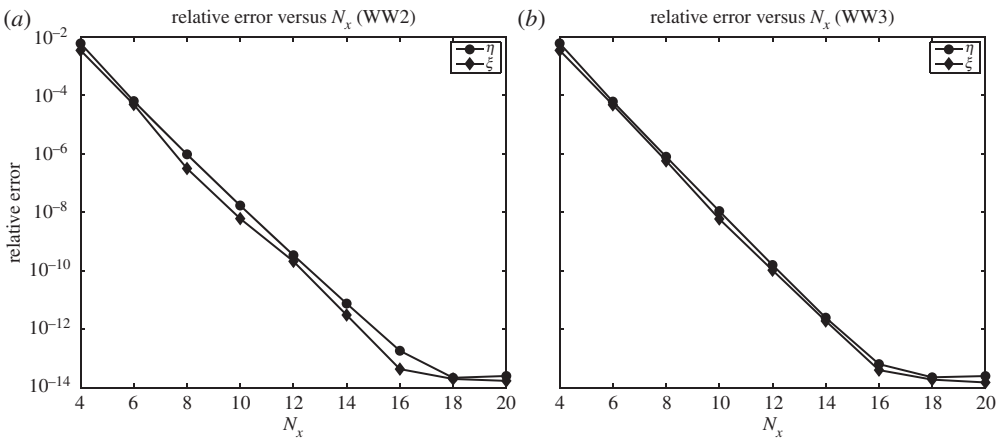 (a) relative error versus N_x (WW2)
10^{-2}
10^{-4}
10^{-6}
10^{-8}
10^{-10}
10^{-12}
10^{-14}
relative error
η
ξ
4 6 8 10 12 14 16 18 20
N_x
(b) relative error versus N_x (WW3)
η
ξ
4 6 8 10 12 14 16 18 20
N_x